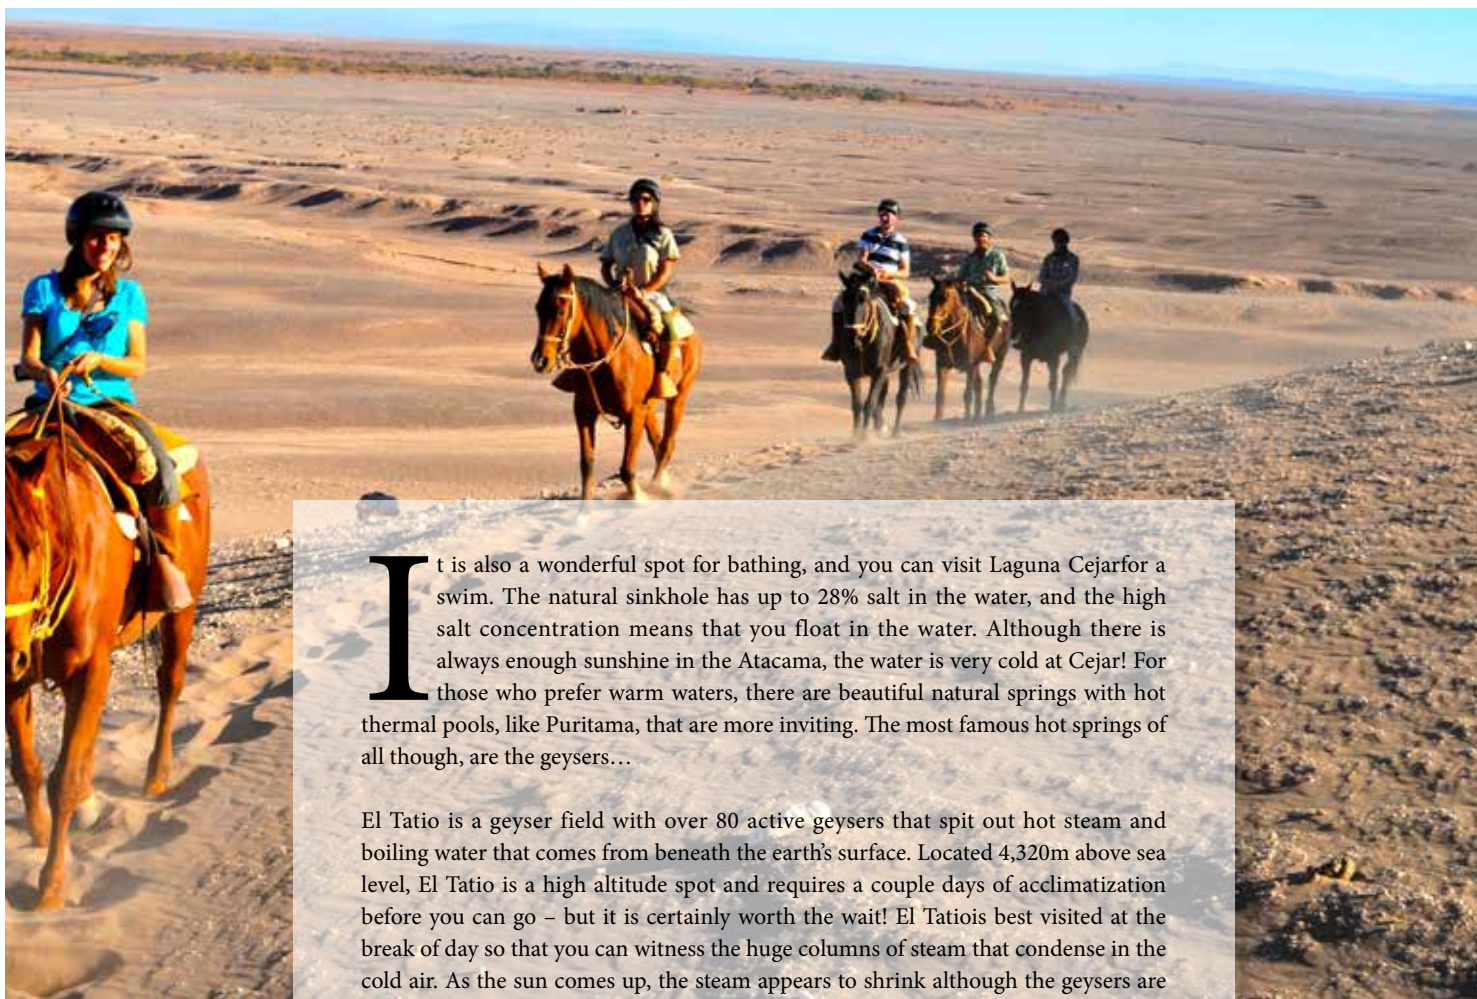 It is also a wonderful spot for bathing, and you can visit Laguna Cejarfor a
swim. The natural sinkhole has up to 28% salt in the water, and the high
salt concentration means that you float in the water. Although there is
always enough sunshine in the Atacama, the water is very cold at Cejar! For
those who prefer warm waters, there are beautiful natural springs with hot
thermal pools, like Puritama, that are more inviting. The most famous hot springs of
all though, are the geysers…
El Tatio is a geyser field with over 80 active geysers that spit out hot steam and
boiling water that comes from beneath the earth's surface. Located 4,320m above sea
level, El Tatio is a high altitude spot and requires a couple days of acclimatization
before you can go – but it is certainly worth the wait! El Tatiois best visited at the
break of day so that you can witness the huge columns of steam that condense in the
cold air. As the sun comes up, the steam appears to shrink although the geysers are